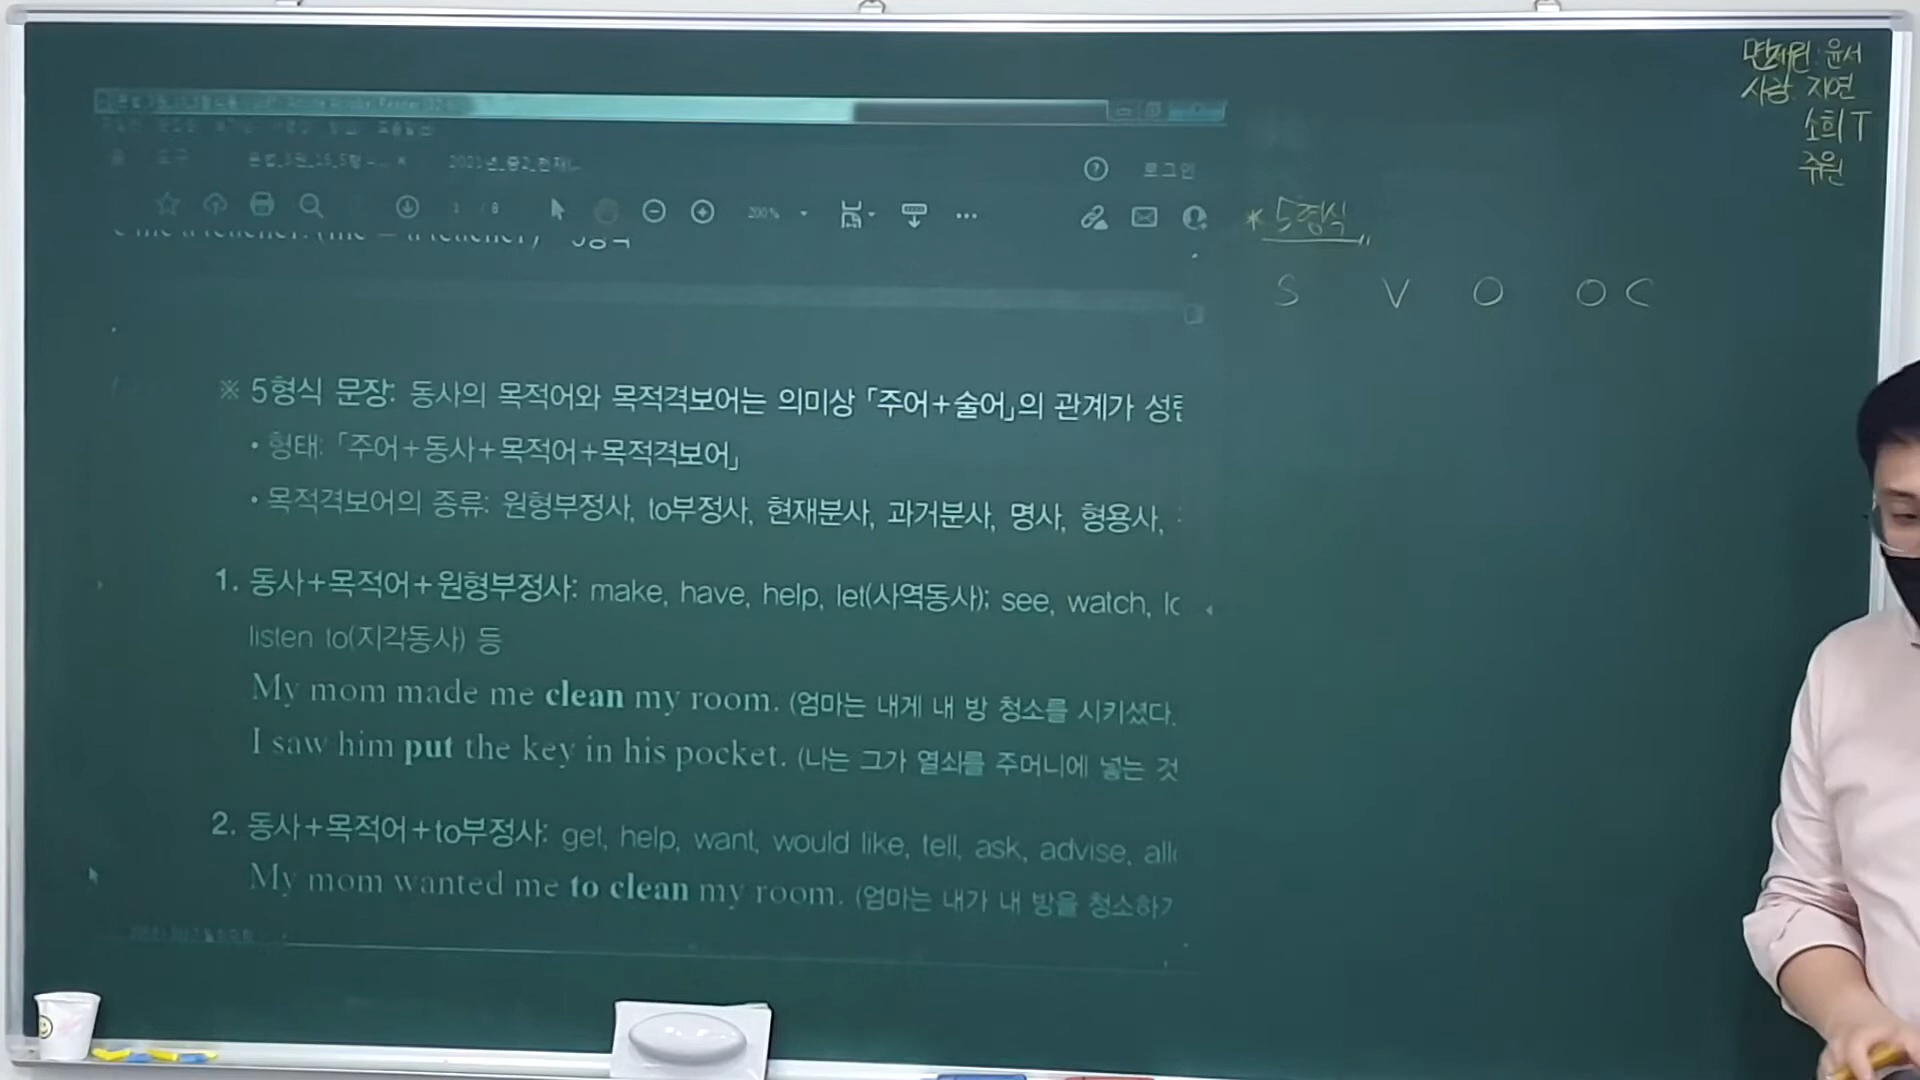 로그인
1 / 8
200%
5형식
※ 5형식 문장: 동사의 목적어와 목적격보어는 의미상 「주어+술어」의 관계가
• 형태: 「주어+동사+목적어+목적격보어」
• 목적격보어의 종류: 원형부정사, to부정사, 현재분사, 과거분사, 명사, 형용사,
1. 동사+목적어+원형부정사: make, have, help, let(사역동사); see, watch,
listen to(지각동사) 등
My mom made me clean my room. (엄마는 내게 내 방 청소를 시키셨다.
I saw him put the key in his pocket. (나는 그가 열쇠를 주머니에 넣는 것
2. 동사+목적어+to부정사: get, help, want, would like, tell, ask, advise,
My mom wanted me to clean my room. (엄마는 내가 내 방을 청소하기
* 5형식
S V O OC
윤서
사랑 지연
소희 T
주원